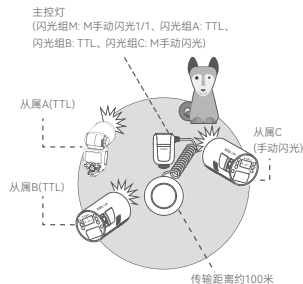 主控灯
(闪光组M: M手动闪光1/1、闪光组A: TTL、
闪光组B: TTL、闪光组C: M手动闪光)
从属A(TTL)
从属C
(手动闪光)
从属B(TTL)
传输距离约100米